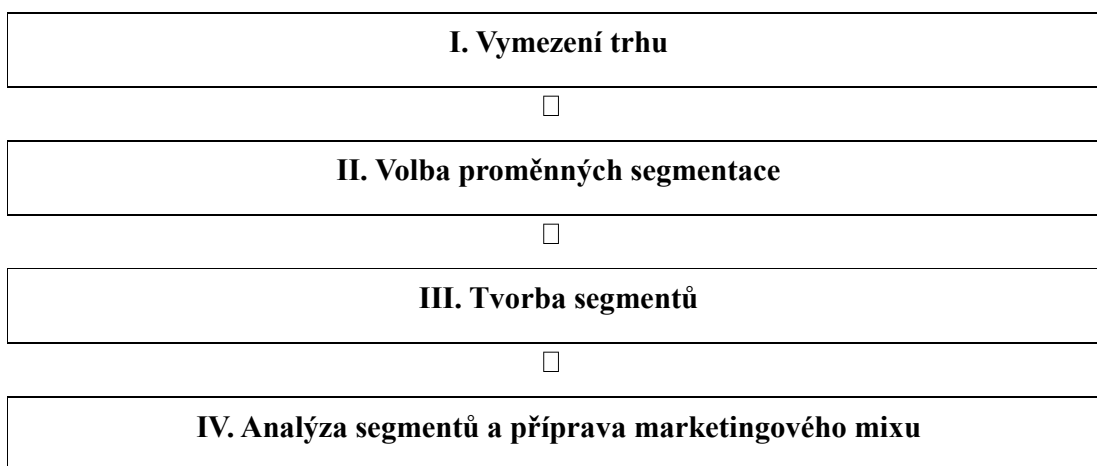 I. Vymezení trhu
II. Volba proměnných segmentace
III. Tvorba segmentů
IV. Analýza segmentů a příprava marketingového mixu